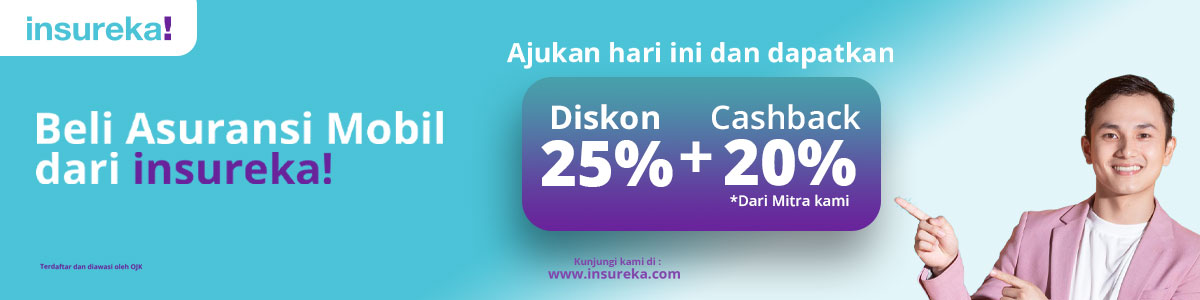 insureka!
Beli Asuransi Mobil
dari insureka!
Terdaftar dan diawasi oleh OJK
Ajukan hari ini dan dapatkan
Diskon
25%
+
Cashback
20%
*Dari Mitra kami
Kunjungi kami di :
www.insureka.com